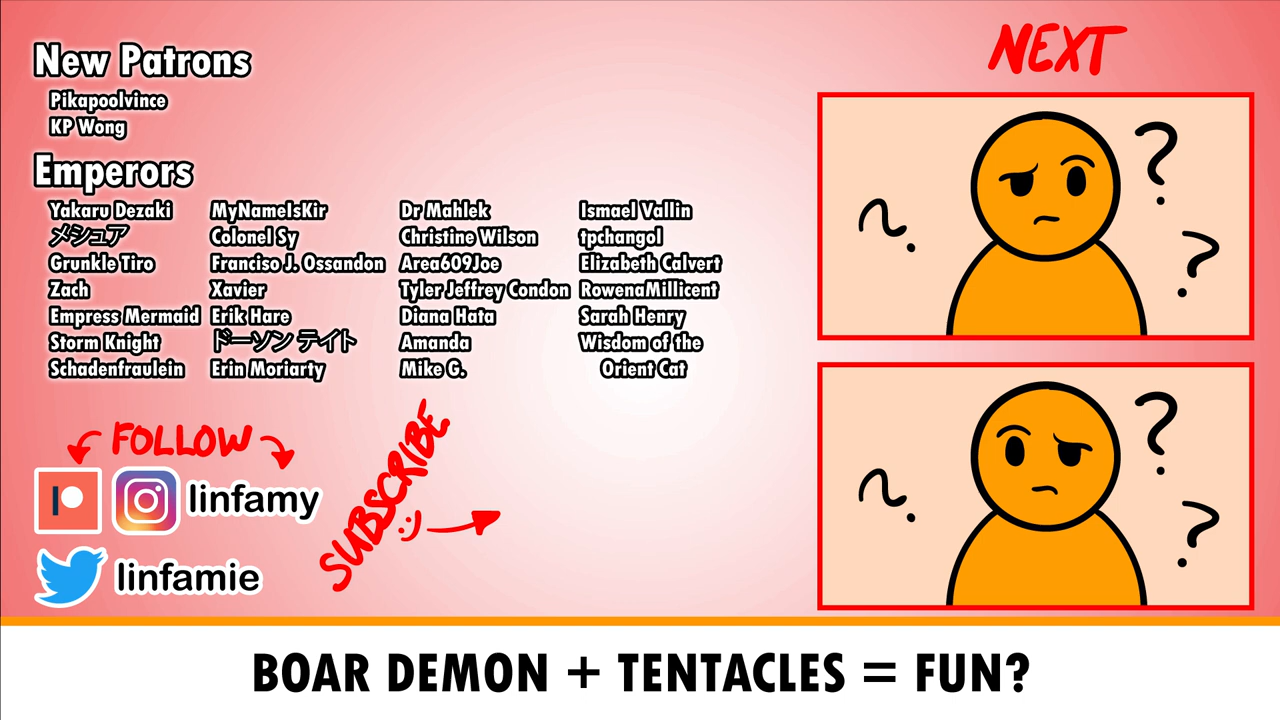 New Patrons
Pikapoolvince
KP Wong
Emperors
Yakaru Dezaki
メシュア
Grunkle Tiro
Zach
Empress Mermaid
Storm Knight
Schadenfraulein
MyNameIsKir
Colonel Sy
Franciso J. Ossandon
Xavier
Erik Hare
ドーソン テイト
Erin Moriarty
Dr Mahlek
Christine Wilson
Area609Joe
Tyler Jeffrey Condon
Diana Hata
Amanda
Mike G.
Ismael Vallin
tpchangol
Elizabeth Calvert
RowenaMillicent
Sarah Henry
Wisdom of the
Orient Cat
FOLLOW
linfamy
linfamie
SUBSCRIBE
:)
NEXT
? ? ?
? ? ?
BOAR DEMON + TENTACLES = FUN?